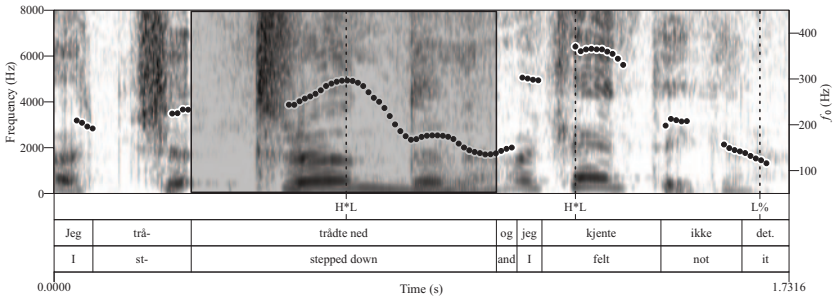 8000
6000
4000
2000
0
Frequency (Hz)
400
300
200
100
f0 (Hz)
H*L H*L L%
Jeg trå- trådte ned og jeg kjente ikke det.
I st- stepped down and I felt not it
0.0000 Time (s) 1.7316